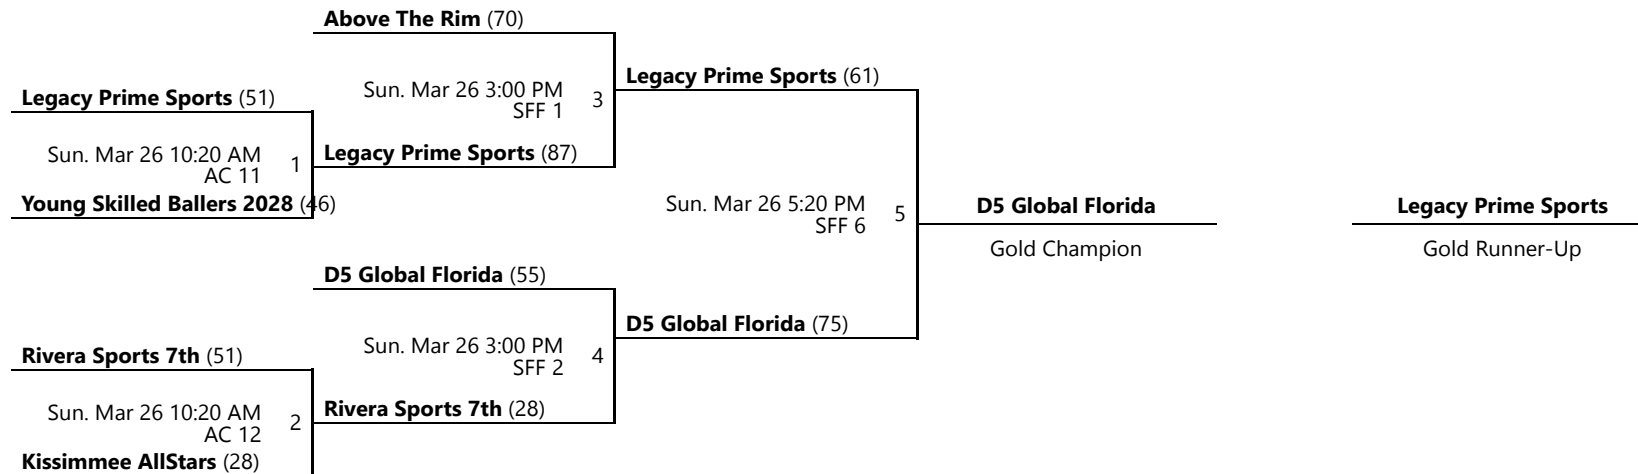 Above The Rim (70)
Legacy Prime Sports (51)
Sun. Mar 26 3:00 PM
SFF 1
3
Legacy Prime Sports (61)
Sun. Mar 26 10:20 AM
AC 11
1
Legacy Prime Sports (87)
Young Skilled Ballers 2028 (46)
Sun. Mar 26 5:20 PM
SFF 6
5
D5 Global Florida
Gold Champion
Legacy Prime Sports
Gold Runner-Up
D5 Global Florida (55)
D5 Global Florida (75)
Rivera Sports 7th (51)
Sun. Mar 26 3:00 PM
SFF 2
4
Sun. Mar 26 10:20 AM
AC 12
2
Rivera Sports 7th (28)
Kissimmee AllStars (28)